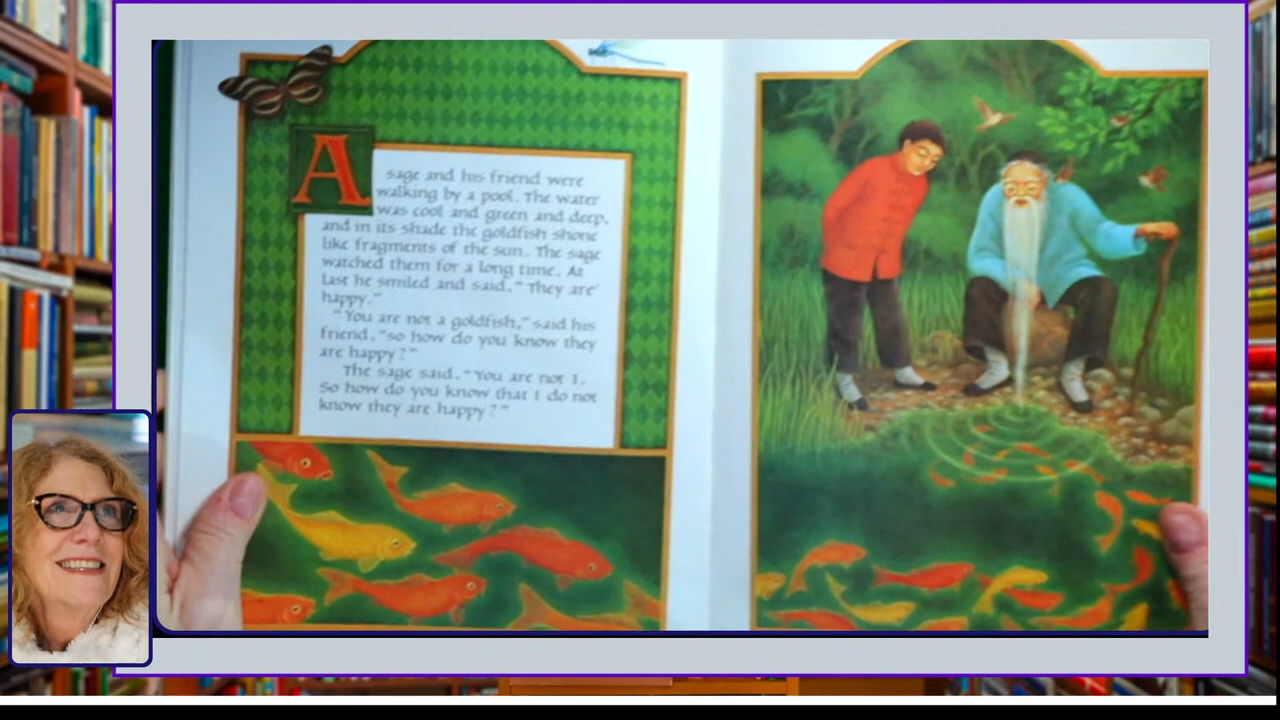 A sage and his friend were
walking by a pool. The water
was cool and green and deep,
and in its shade the goldfish shone
like fragments of the sun. The sage
watched them for a long time. At
last he smiled and said, "They are
happy."
"You are not a goldfish," said his
friend, "so how do you know they
are happy?"
The sage said, "You are not I.
So how do you know that I do not
know they are happy?"